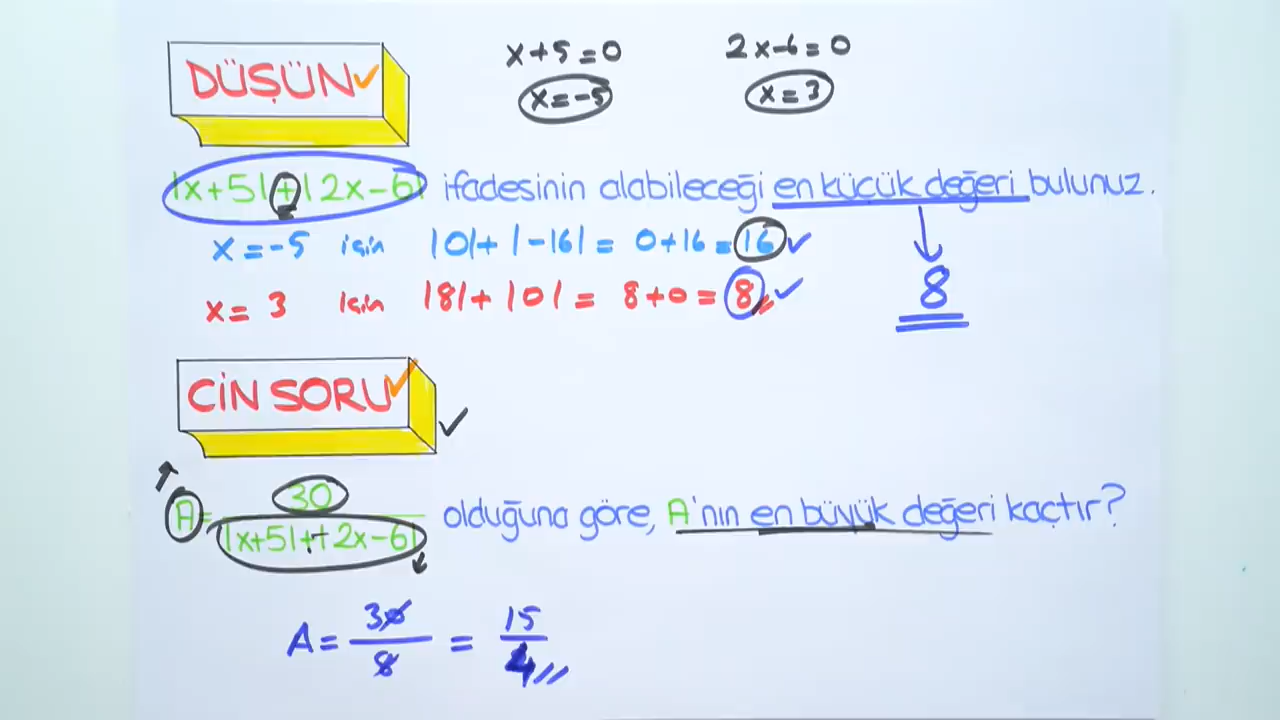 x+5=0 2x-6=0
DÜŞÜN✓ x=-5 x=3
|x+5|+|2x-6| ifadesinin alabileceği en küçük değeri bulunuz.
x=-5 için |0|+|-16|= 0+16=16✓
8
x=3 için |8|+|0|= 8+0=8✓
CİN SORU✓ ✓
A=30/|x+5|+|2x-6| olduğuna göre, A'nın en büyük değeri kaçtır?
A=30/8=15/4